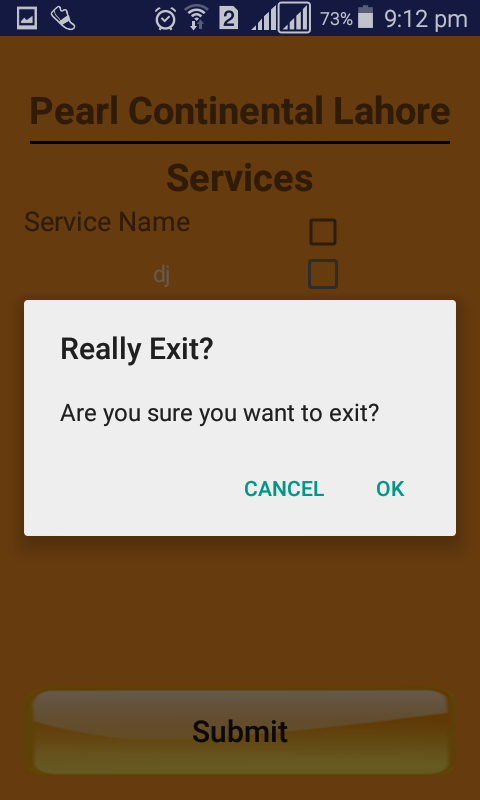 2 73% 9:12 pm
Pearl Continental Lahore
Services
Service Name
dj
Really Exit?
Are you sure you want to exit?
CANCEL OK
Submit